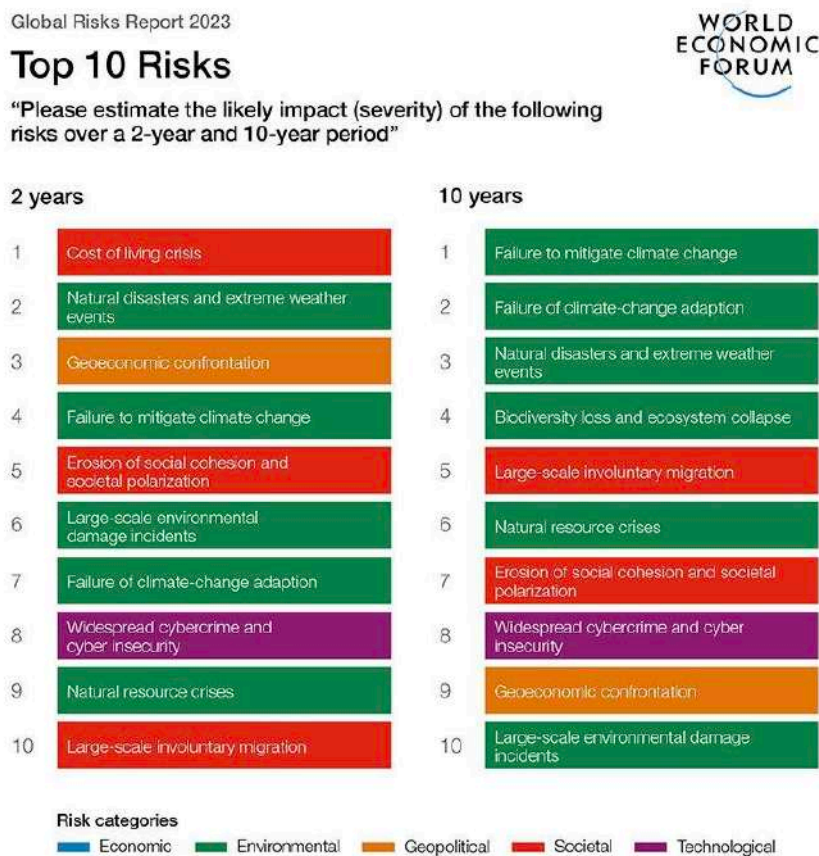 Global Risks Report 2023
WORLD
ECONOMIC
FORUM
Top 10 Risks
"Please estimate the likely impact (severity) of the following
risks over a 2-year and 10-year period"
2 years
1 Cost of living crisis
2 Natural disasters and extreme weather
events
3 Geoeconomic confrontation
4 Failure to mitigate climate change
5 Erosion of social cohesion and
societal polarization
6 Large-scale environmental
damage incidents
7 Failure of climate-change adaption
8 Widespread cybercrime and
cyber insecurity
9 Natural resource crises
10 Large-scale involuntary migration
10 years
1 Failure to mitigate climate change
2 Failure of climate-change adaption
3 Natural disasters and extreme weather
events
4 Biodiversity loss and ecosystem collapse
5 Large-scale involuntary migration
6 Natural resource crises
7 Erosion of social cohesion and societal
polarization
8 Widespread cybercrime and cyber
insecurity
9 Geoeconomic confrontation
10 Large-scale environmental damage
incidents
Risk categories
Economic Environmental Geopolitical Societal Technological